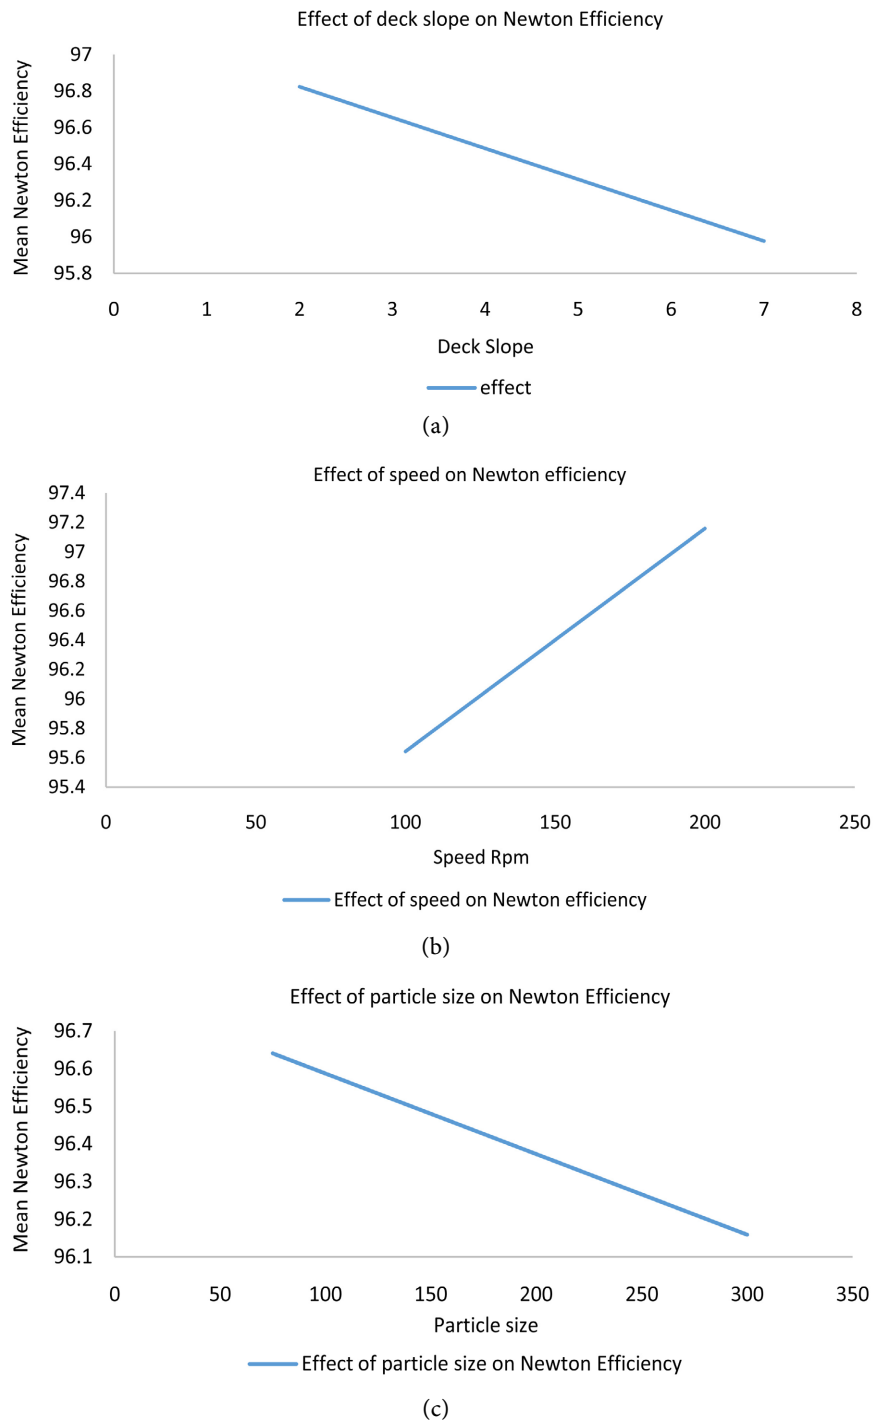 Effect of deck slope on Newton Efficiency
Mean Newton Efficiency
97
96.8
96.6
96.4
96.2
96
95.8
0 1 2 3 4 5 6 7 8
Deck Slope
effect
(a)
Effect of speed on Newton efficiency
Mean Newton Efficiency
97.4
97.2
97
96.8
96.6
96.4
96.2
96
95.8
95.6
95.4
0 50 100 150 200 250
Speed Rpm
Effect of speed on Newton efficiency
(b)
Effect of particle size on Newton Efficiency
Mean Newton Efficiency
96.7
96.6
96.5
96.4
96.3
96.2
96.1
0 50 100 150 200 250 300 350
Particle size
Effect of particle size on Newton Efficiency
(c)